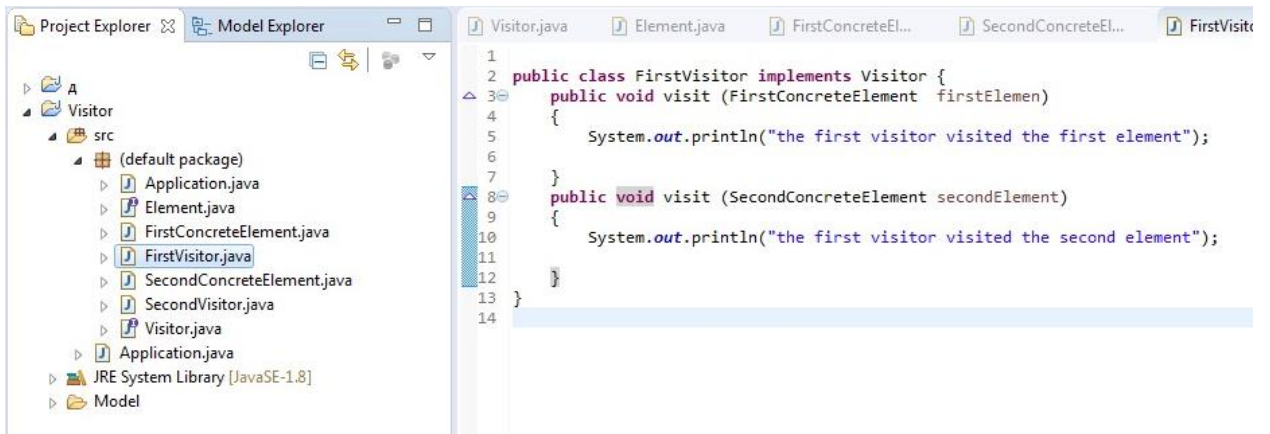 Project Explorer Model Explorer
д
Visitor
src
(default package)
Application.java
Element.java
FirstConcreteElement.java
FirstVisitor.java
SecondConcreteElement.java
SecondVisitor.java
Visitor.java
Application.java
JRE System Library [JavaSE-1.8]
Model
Visitor.java Element.java FirstConcreteEl... SecondConcreteEl... FirstVisito
1
2 public class FirstVisitor implements Visitor {
3 public void visit (FirstConcreteElement firstElemen)
4 {
5 System.out.println("the first visitor visited the first element");
6
7 }
8 public void visit (SecondConcreteElement secondElement)
9 {
10 System.out.println("the first visitor visited the second element");
11
12 }
13 }
14